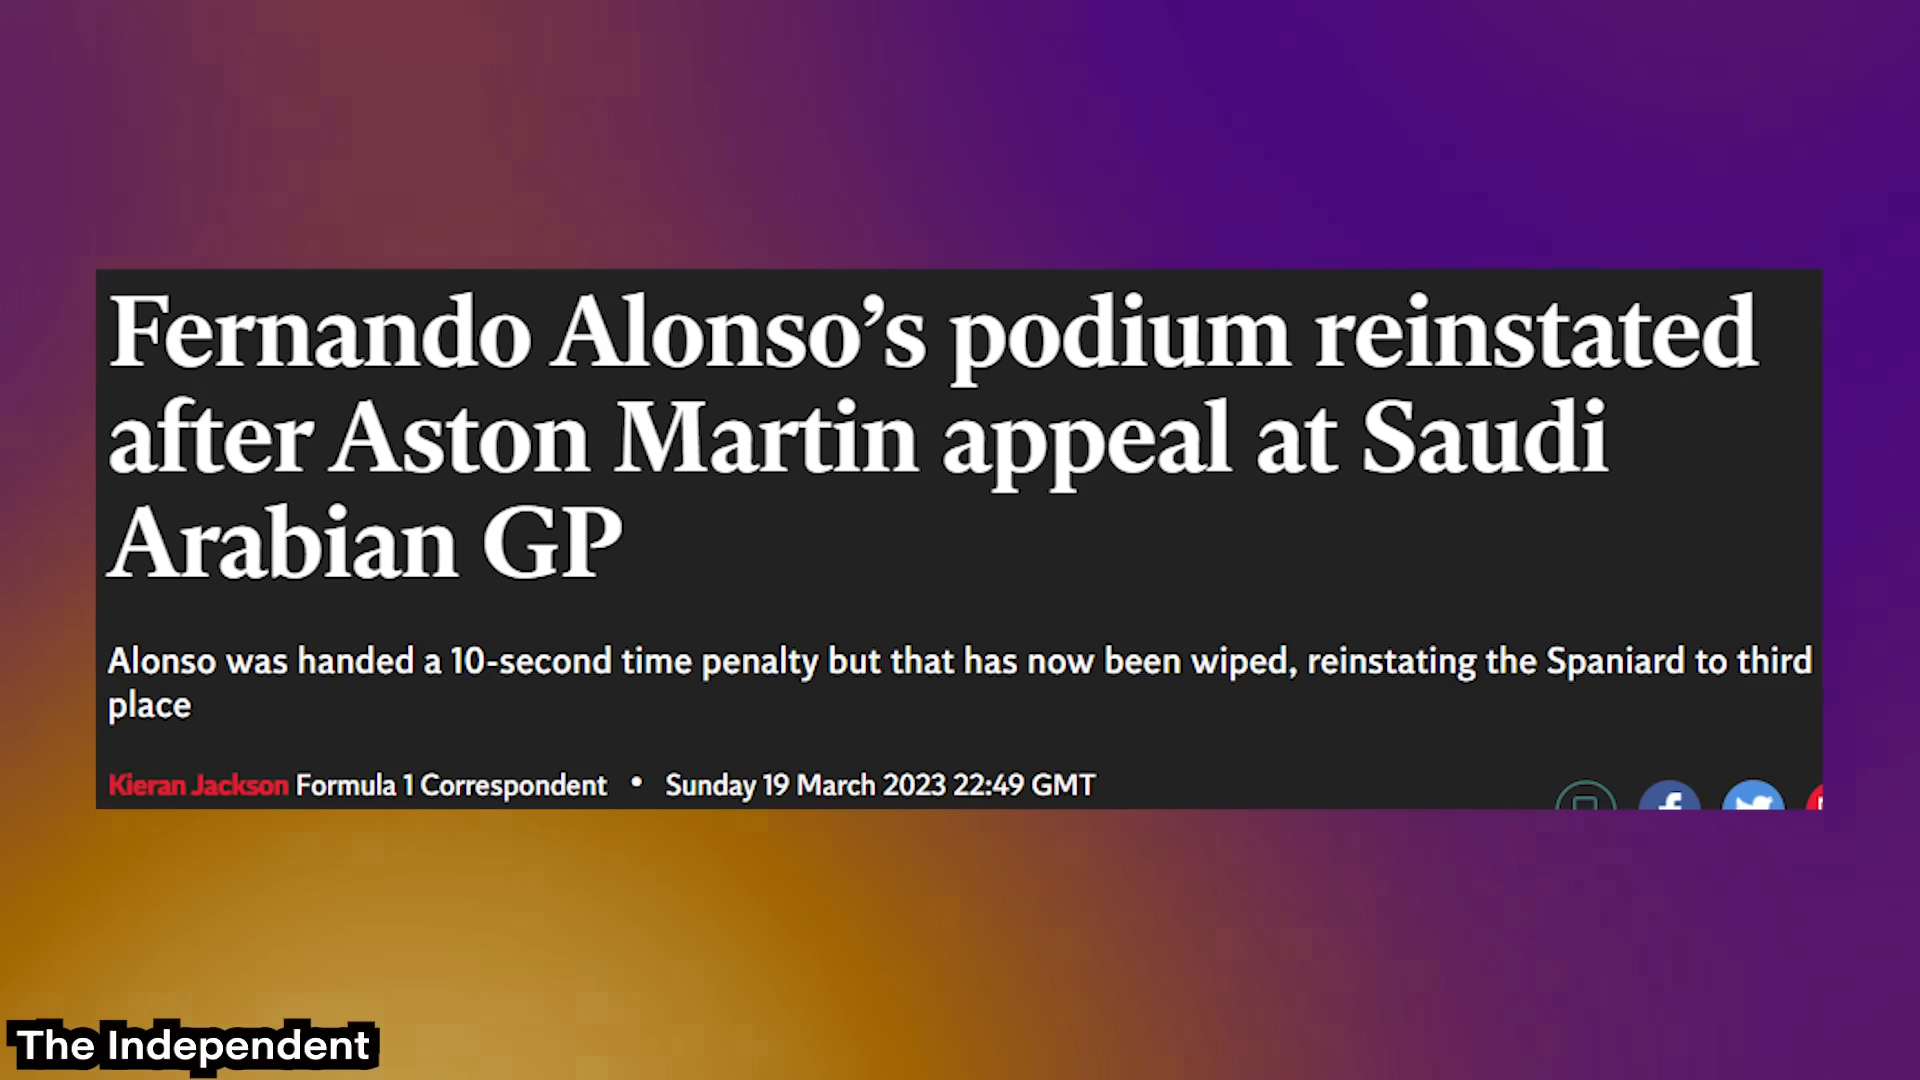 Fernando Alonso’s podium reinstated
after Aston Martin appeal at Saudi
Arabian GP
Alonso was handed a 10-second time penalty but that has now been wiped, reinstating the Spaniard to third
place
Kieran Jackson Formula 1 Correspondent • Sunday 19 March 2023 22:49 GMT
The Independent